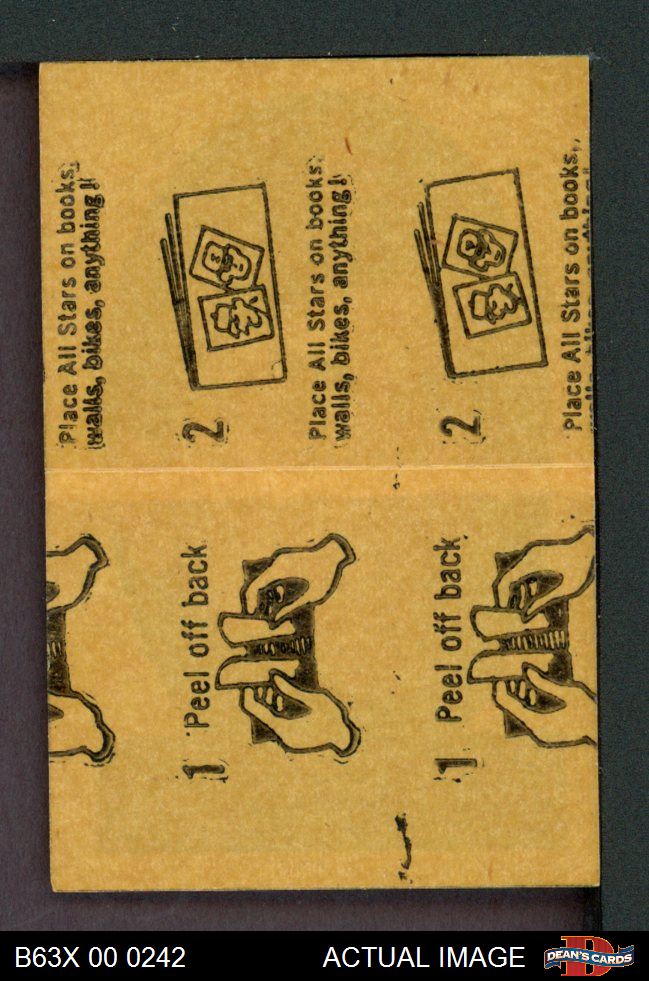 Place All Stars on books,
walls, bikes, anything!
2
Place All Stars on books,
walls, bikes, anything!
2
Place All Stars on books,
1 Peel off back
1 Peel off back
B63X 00 0242
ACTUAL IMAGE
DEAN'S CARDS